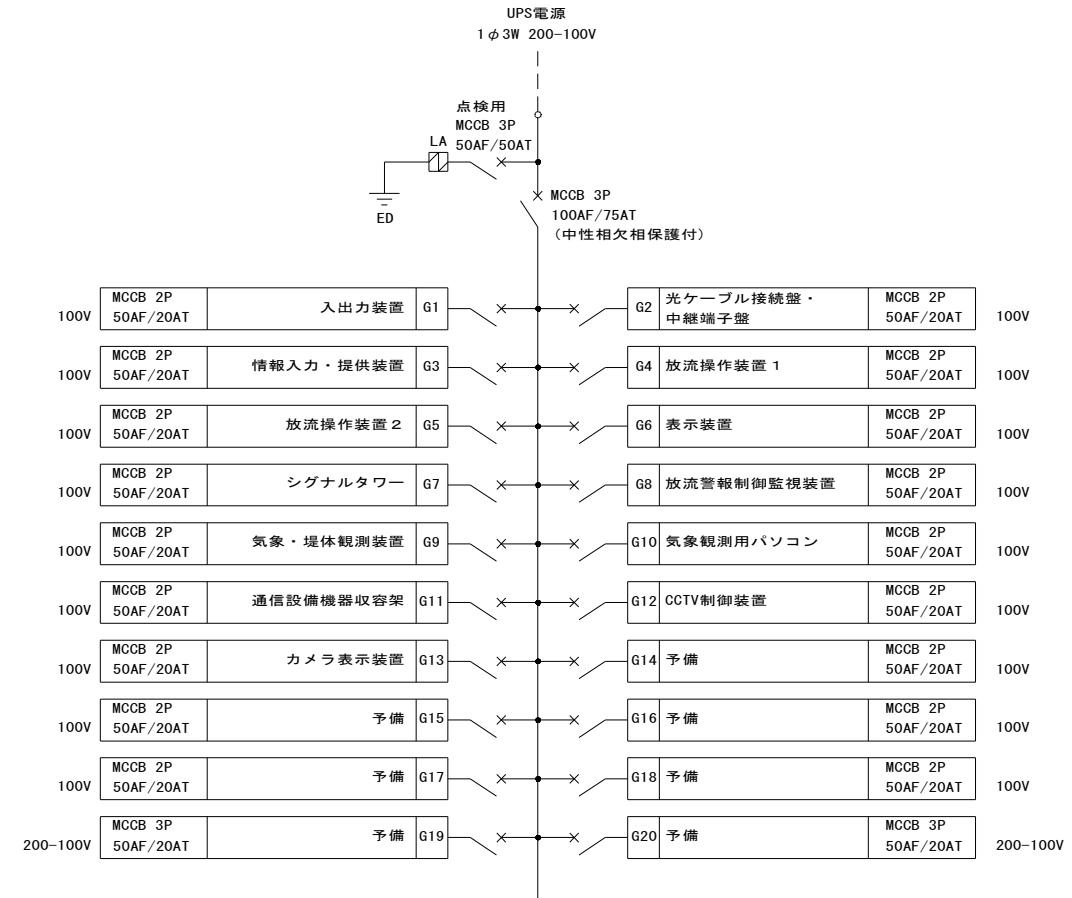 UPS電源
1φ3W 200-100V
点検用
MCCB 3P
50AF/50AT
LA
ED
MCCB 3P
100AF/75AT
（中性相欠相保護付）
100V MCCB 2P 50AF/20AT 入出力装置 G1
G2 光ケーブル接続盤・中継端子盤 MCCB 2P 50AF/20AT 100V
100V MCCB 2P 50AF/20AT 情報入力・提供装置 G3
G4 放流操作装置1 MCCB 2P 50AF/20AT 100V
100V MCCB 2P 50AF/20AT 放流操作装置2 G5
G6 表示装置 MCCB 2P 50AF/20AT 100V
100V MCCB 2P 50AF/20AT シグナルタワー G7
G8 放流警報制御監視装置 MCCB 2P 50AF/20AT 100V
100V MCCB 2P 50AF/20AT 気象・堤体観測装置 G9
G10 気象観測用パソコン MCCB 2P 50AF/20AT 100V
100V MCCB 2P 50AF/20AT 通信設備機器収容架 G11
G12 CCTV制御装置 MCCB 2P 50AF/20AT 100V
100V MCCB 2P 50AF/20AT カメラ表示装置 G13
G14 予備 MCCB 2P 50AF/20AT 100V
100V MCCB 2P 50AF/20AT 予備 G15
G16 予備 MCCB 2P 50AF/20AT 100V
100V MCCB 2P 50AF/20AT 予備 G17
G18 予備 MCCB 2P 50AF/20AT 100V
200-100V MCCB 3P 50AF/20AT 予備 G19
G20 予備 MCCB 3P 50AF/20AT 200-100V